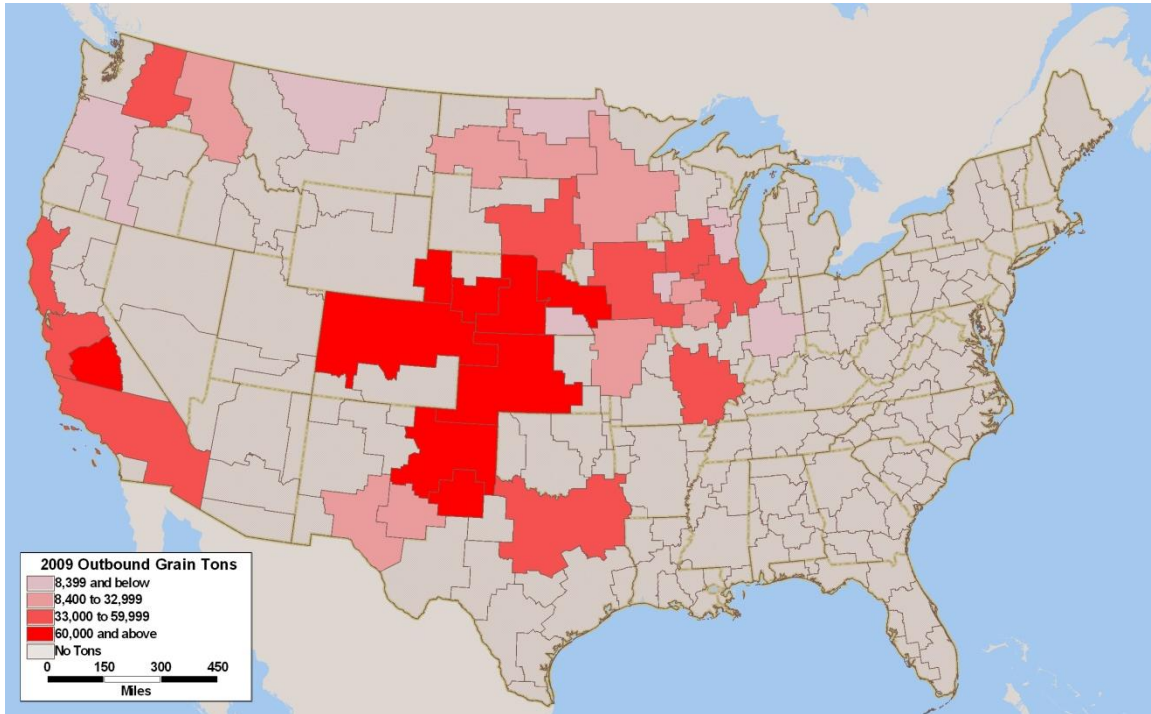 2009 Outbound Grain Tons
8,399 and below
8,400 to 32,999
33,000 to 59,999
60,000 and above
No Tons
0 150 300 450
Miles